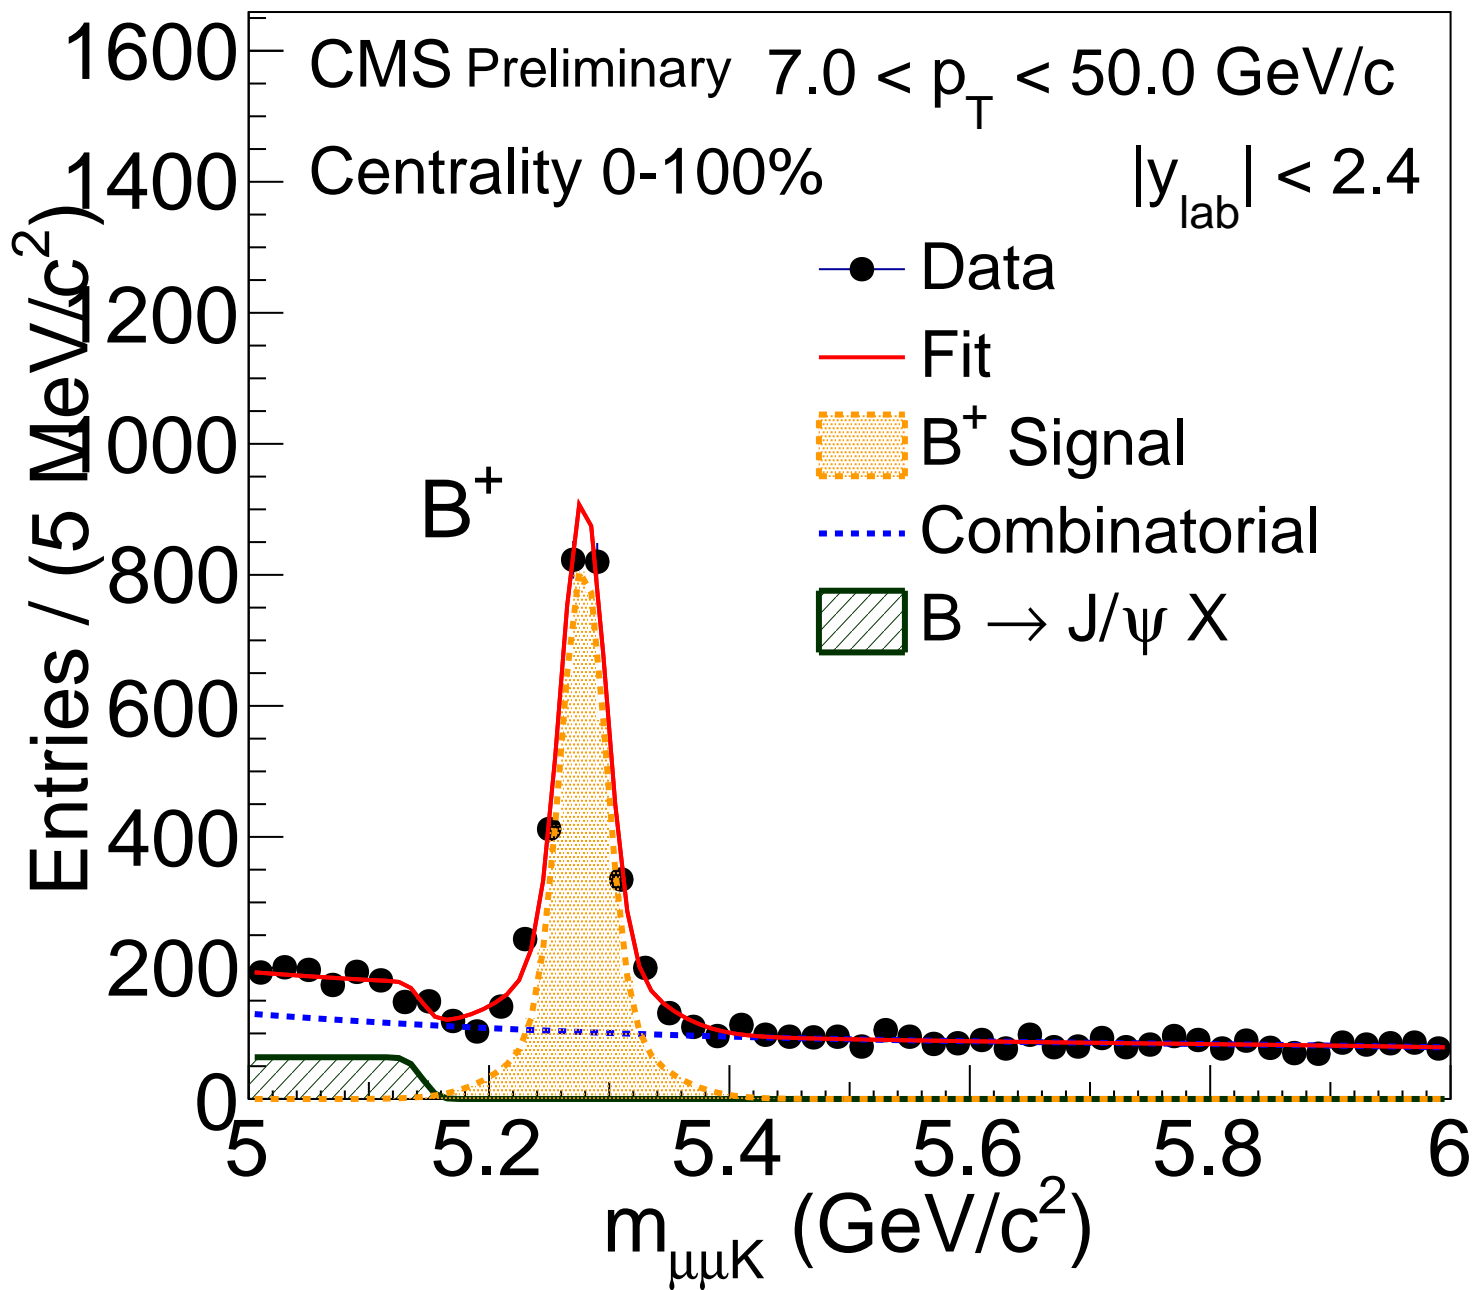 CMS Preliminary 7.0 < p_T < 50.0 GeV/c
Centrality 0-100% |y_lab| < 2.4
Data
Fit
B⁺ Signal
Combinatorial
B → J/ψ X
B⁺
Entries / (5 MeV/c²)
1600
1400
1200
1000
800
600
400
200
0
5 5.2 5.4 5.6 5.8 6
m_μμK (GeV/c²)